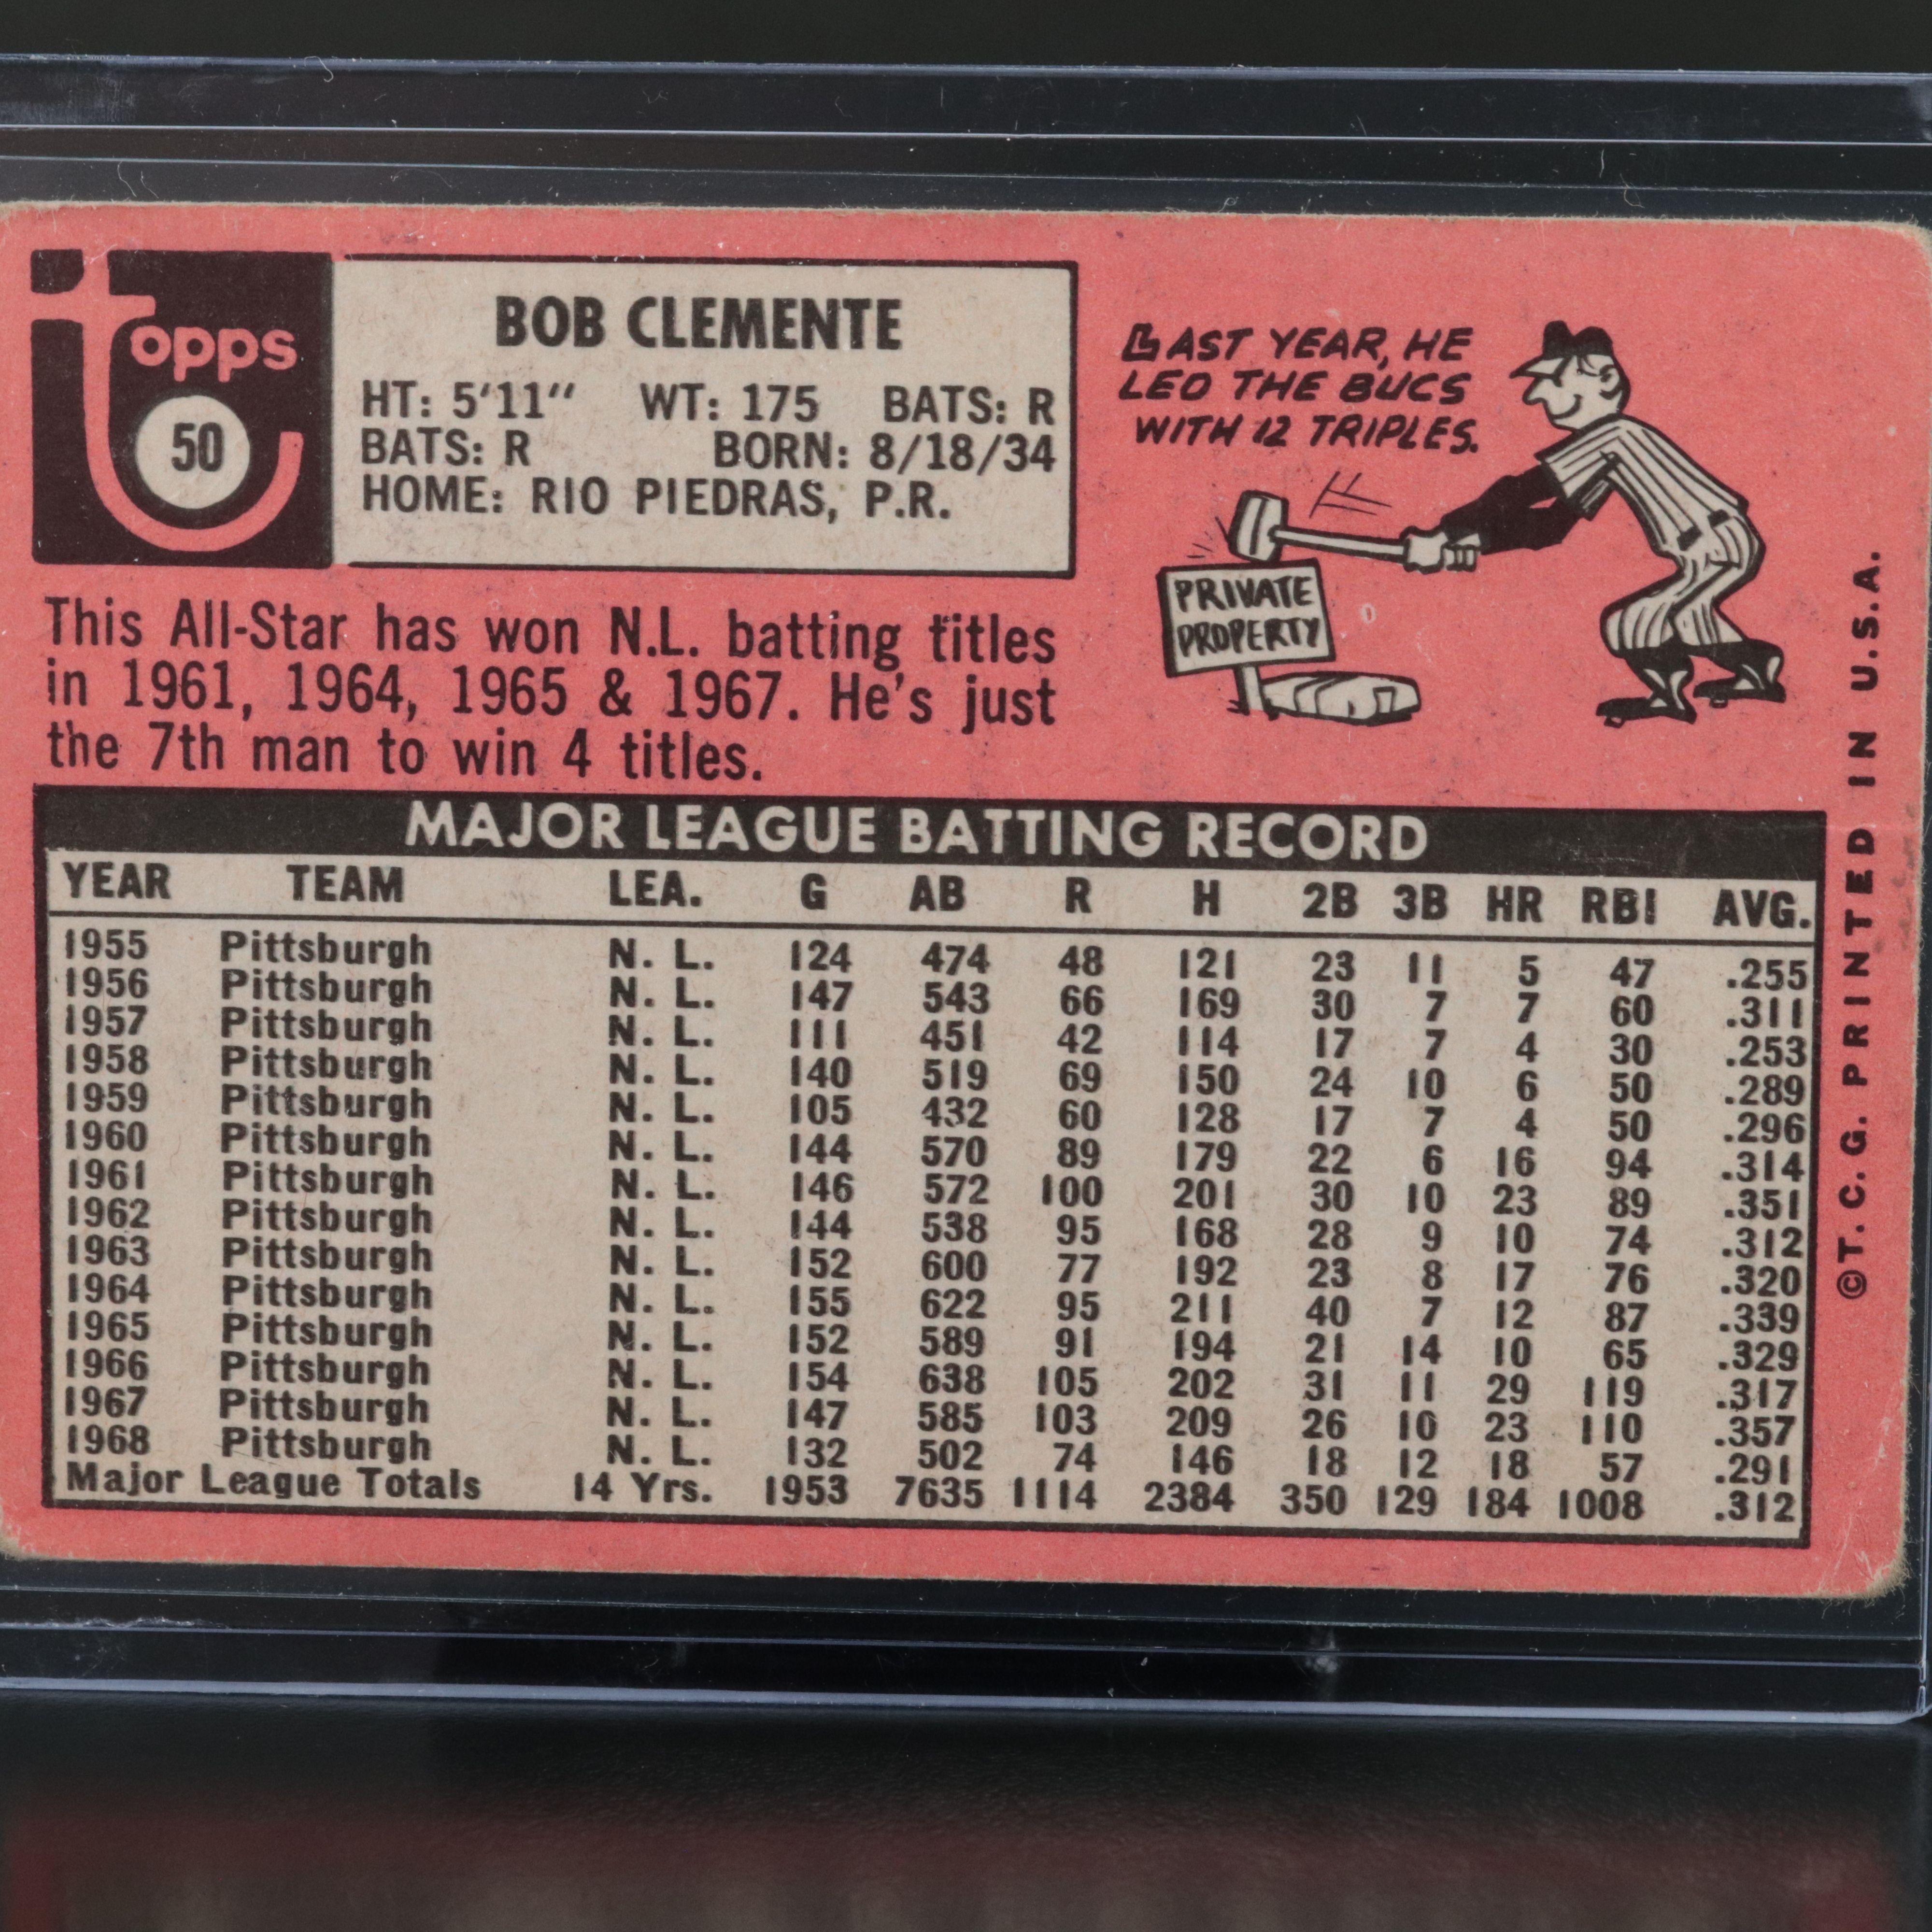 topps
50
BOB CLEMENTE
HT: 5'11" WT: 175 BATS: R
BATS: R BORN: 8/18/34
HOME: RIO PIEDRAS, P.R.
LAST YEAR, HE
LED THE BUCS
WITH 12 TRIPLES.
PRIVATE
PROPERTY
This All-Star has won N.L. batting titles
in 1961, 1964, 1965 & 1967. He's just
the 7th man to win 4 titles.
MAJOR LEAGUE BATTING RECORD
YEAR TEAM LEA. G AB R H 2B 3B HR RBI AVG.
1955 Pittsburgh N. L. 124 474 48 121 23 11 5 47 .255
1956 Pittsburgh N. L. 147 543 66 169 30 7 7 60 .311
1957 Pittsburgh N. L. 111 451 42 114 17 7 4 30 .253
1958 Pittsburgh N. L. 140 519 69 150 24 10 6 50 .289
1959 Pittsburgh N. L. 105 432 60 128 17 7 4 50 .296
1960 Pittsburgh N. L. 144 570 89 179 22 6 16 94 .314
1961 Pittsburgh N. L. 146 572 100 201 30 10 23 89 .351
1962 Pittsburgh N. L. 144 538 95 168 28 9 10 74 .312
1963 Pittsburgh N. L. 152 600 77 192 23 8 17 76 .320
1964 Pittsburgh N. L. 155 622 95 211 40 7 12 87 .339
1965 Pittsburgh N. L. 152 589 91 194 21 14 10 65 .329
1966 Pittsburgh N. L. 154 638 105 202 31 11 29 119 .317
1967 Pittsburgh N. L. 147 585 103 209 26 10 23 110 .357
1968 Pittsburgh N. L. 132 502 74 146 18 12 18 57 .291
Major League Totals 14 Yrs. 1953 7635 1114 2384 350 129 184 1008 .312
©T. C. G. PRINTED IN U.S.A.